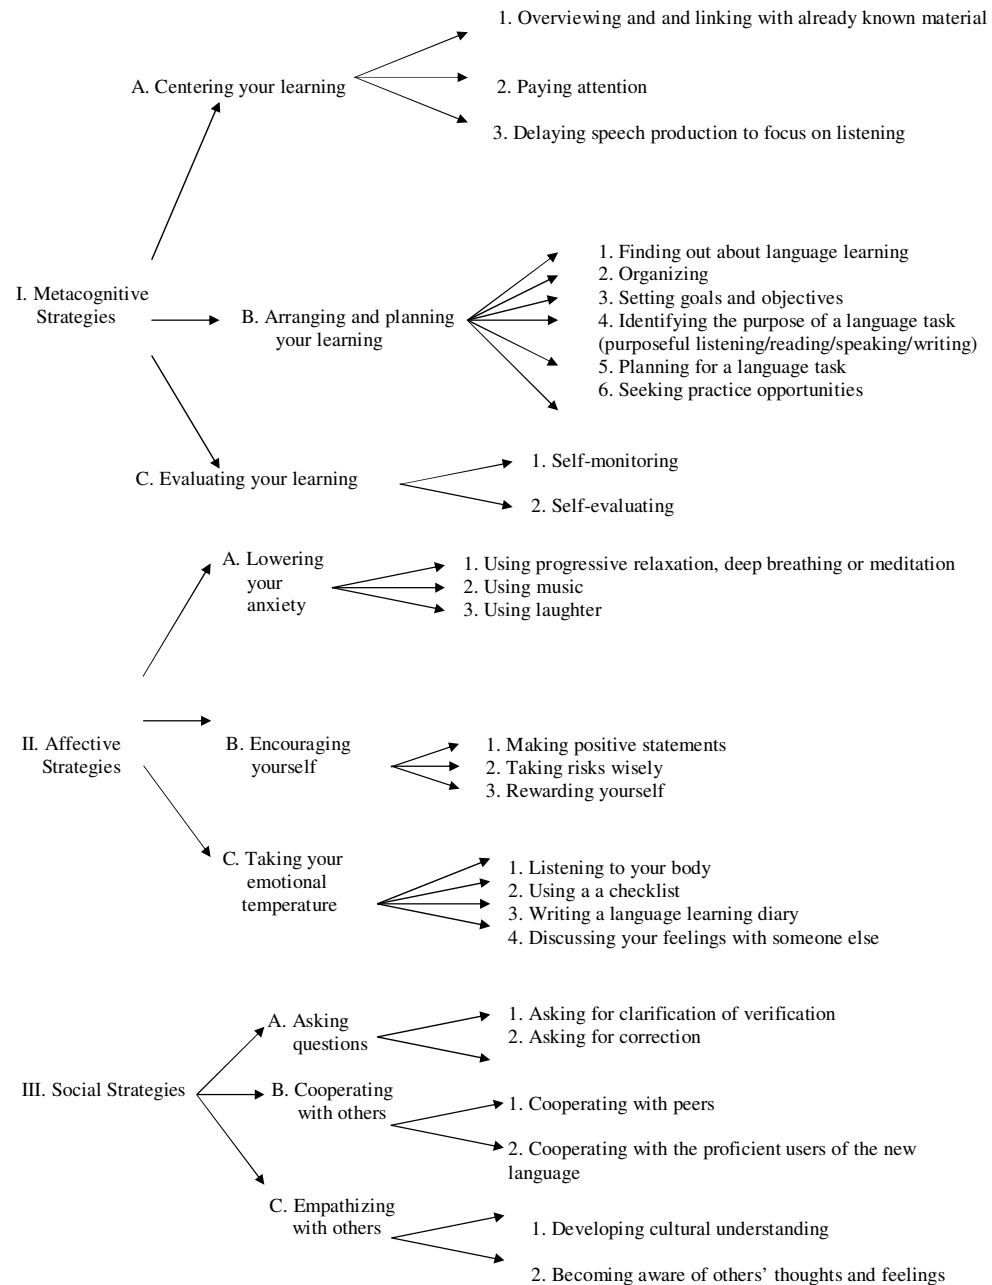 1. Overviewing and and linking with already known material
A. Centering your learning
2. Paying attention
3. Delaying speech production to focus on listening
1. Finding out about language learning
2. Organizing
I. Metacognitive
Strategies
3. Setting goals and objectives
B. Arranging and planning
your learning
4. Identifying the purpose of a language task
(purposeful listening/reading/speaking/writing)
5. Planning for a language task
6. Seeking practice opportunities
C. Evaluating your learning
1. Self-monitoring
2. Self-evaluating
A. Lowering
your
anxiety
1. Using progressive relaxation, deep breathing or meditation
2. Using music
3. Using laughter
II. Affective
Strategies
B. Encouraging
yourself
1. Making positive statements
2. Taking risks wisely
3. Rewarding yourself
C. Taking your
emotional
temperature
1. Listening to your body
2. Using a a checklist
3. Writing a language learning diary
4. Discussing your feelings with someone else
A. Asking
questions
1. Asking for clarification of verification
2. Asking for correction
III. Social Strategies
B. Cooperating
with others
1. Cooperating with peers
2. Cooperating with the proficient users of the new
language
C. Empathizing
with others
1. Developing cultural understanding
2. Becoming aware of others’ thoughts and feelings